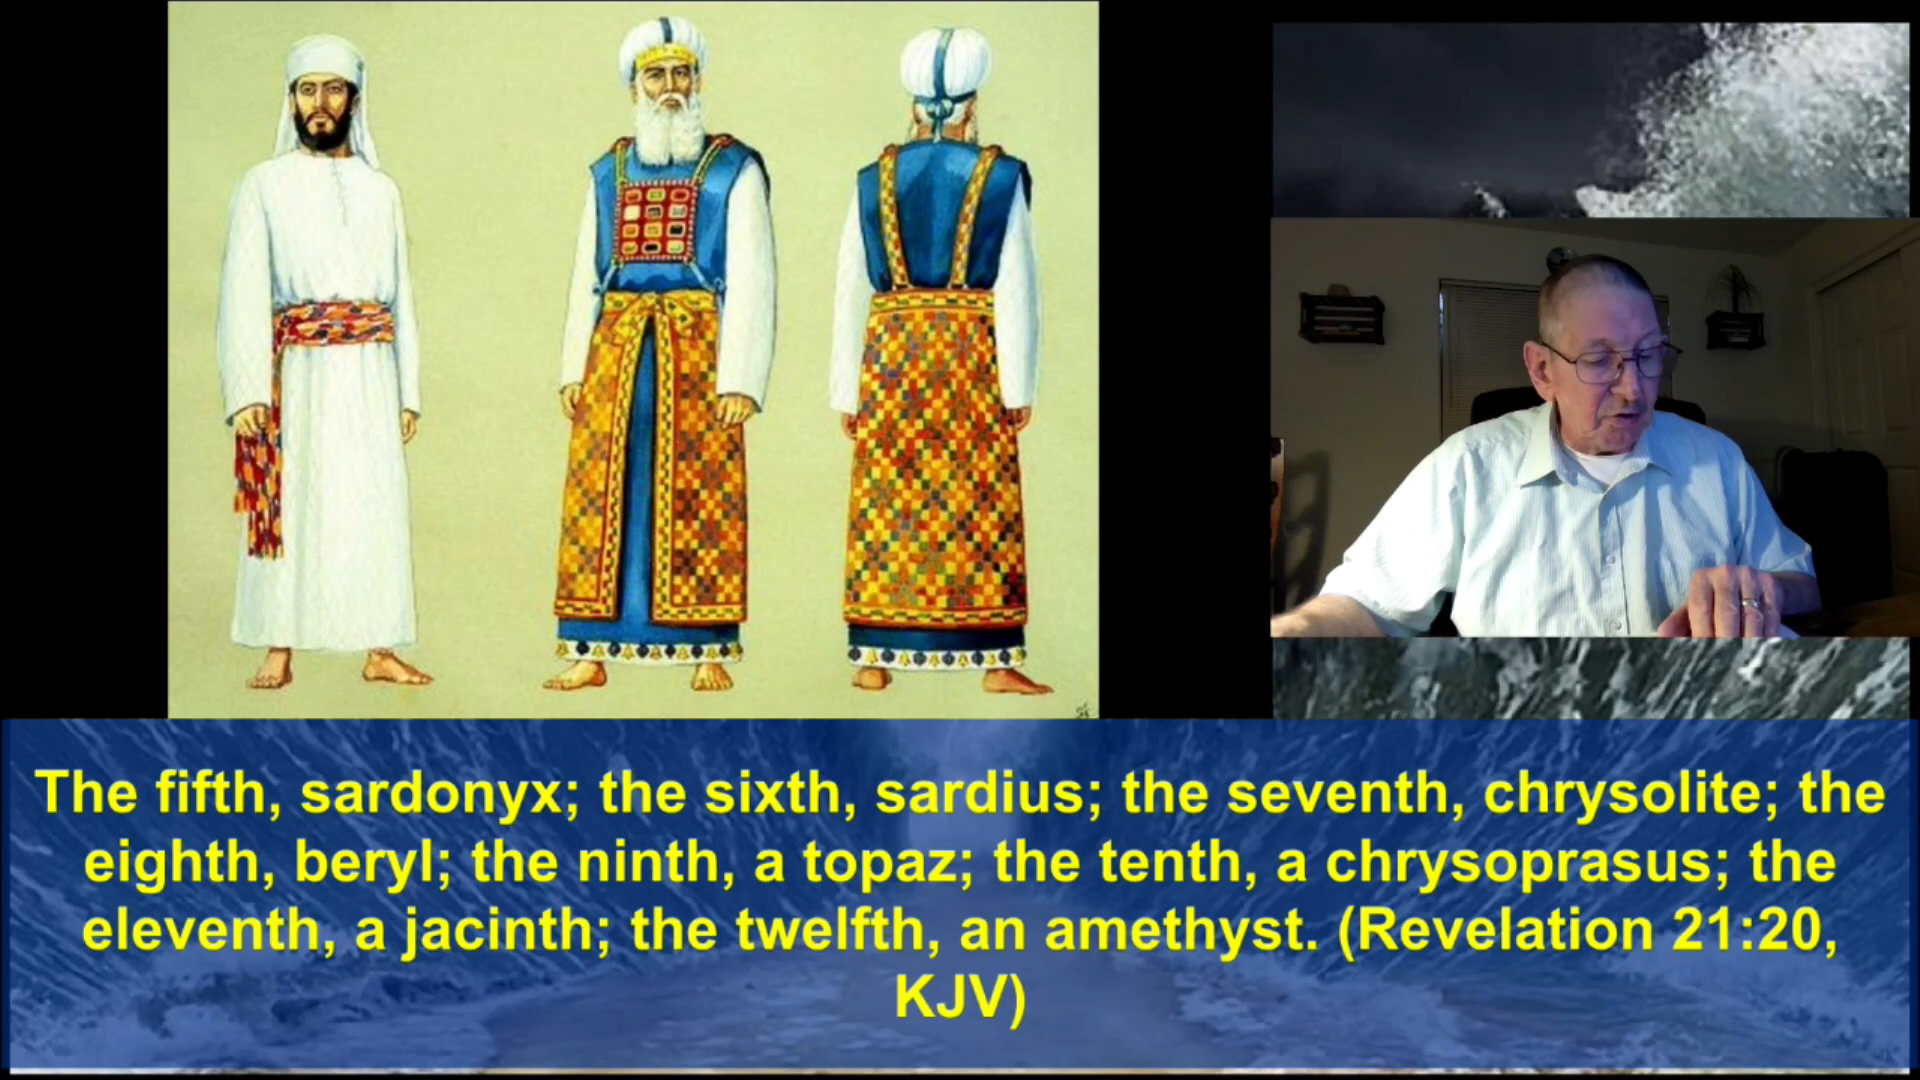 The fifth, sardonyx; the sixth, sardius; the seventh, chrysolite; the
eighth, beryl; the ninth, a topaz; the tenth, a chrysoprasus; the
eleventh, a jacinth; the twelfth, an amethyst. (Revelation 21:20,
KJV)